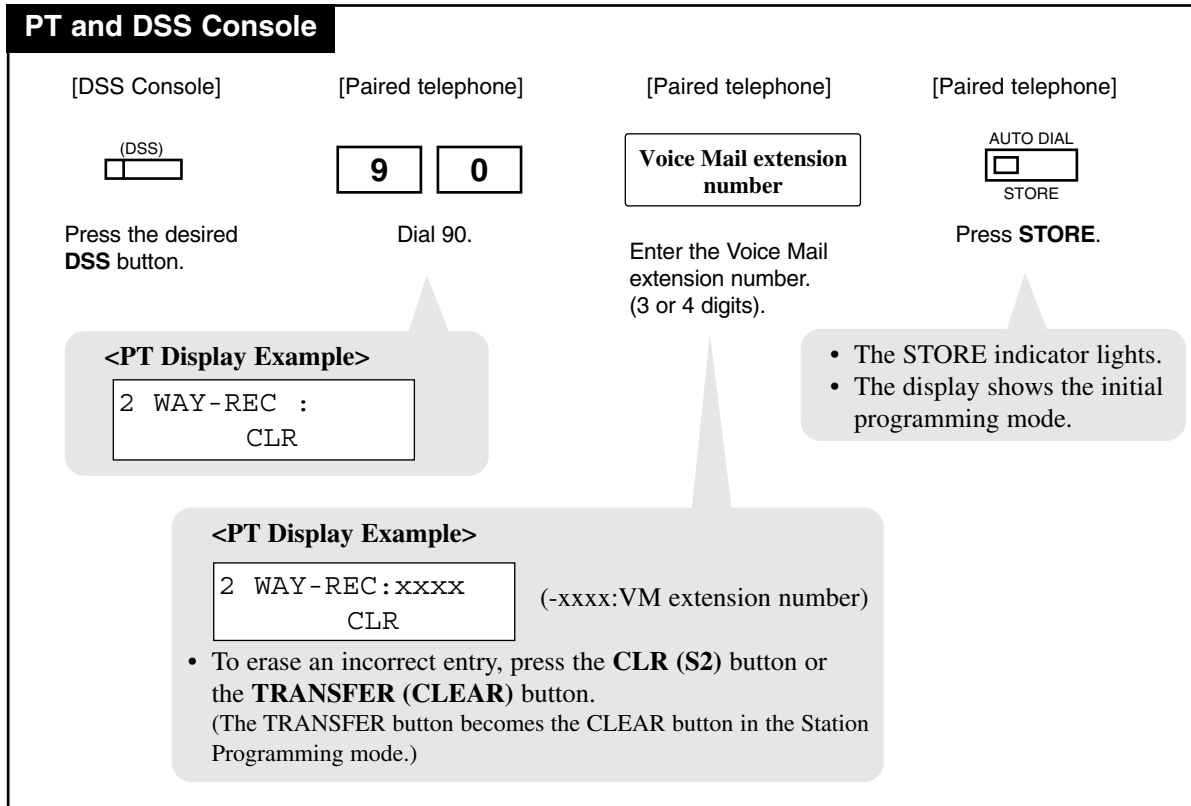 PT and DSS Console
[DSS Console]
[Paired telephone]
[Paired telephone]
[Paired telephone]
(DSS)
9 0
Voice Mail extension
number
AUTO DIAL
STORE
Press the desired
DSS button.
Dial 90.
Enter the Voice Mail
extension number.
(3 or 4 digits).
Press STORE.
<PT Display Example>
2 WAY-REC :
CLR
• The STORE indicator lights.
• The display shows the initial
programming mode.
<PT Display Example>
2 WAY-REC:xxxx
CLR
(-xxxx:VM extension number)
• To erase an incorrect entry, press the CLR (S2) button or
the TRANSFER (CLEAR) button.
(The TRANSFER button becomes the CLEAR button in the Station
Programming mode.)